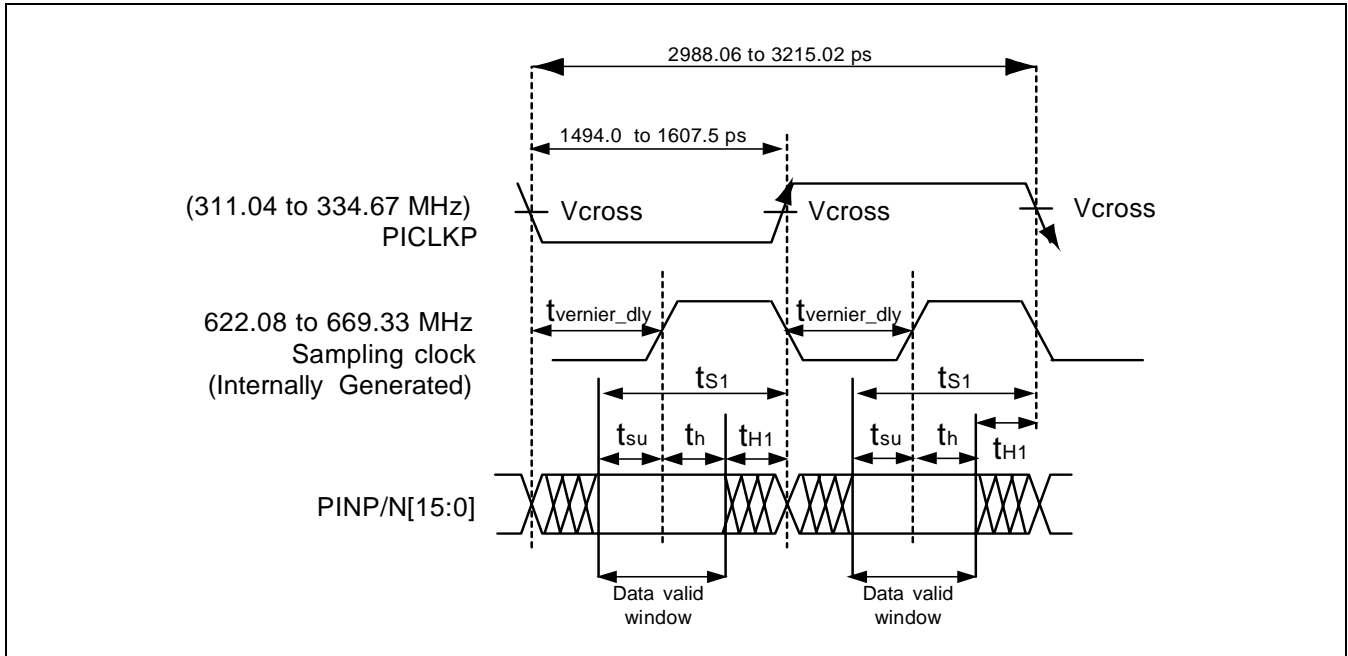 2988.06 to 3215.02 ps
1494.0 to 1607.5 ps
(311.04 to 334.67 MHz)
PICLKP
Vcross
Vcross
Vcross
622.08 to 669.33 MHz
Sampling clock
(Internally Generated)
tvernier_dly
tvernier_dly
tS1
tS1
tsu
th
tH1
tsu
th
tH1
PINP/N[15:0]
Data valid
window
Data valid
window